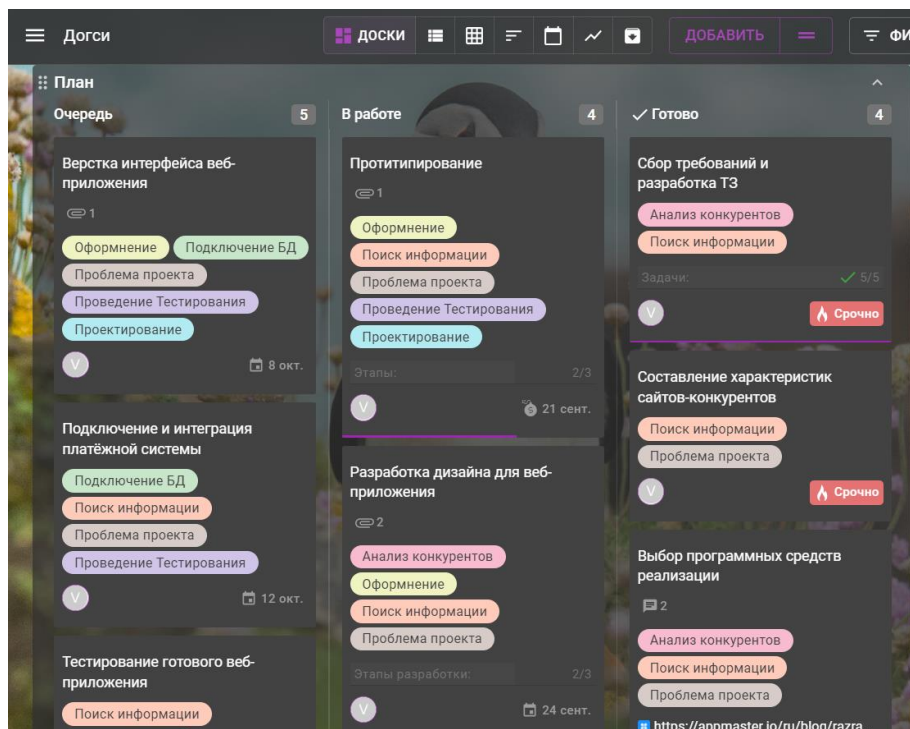 Догси
ДОСКИ
ДОБАВИТЬ
ФИ
План
Очередь 5
Верстка интерфейса веб-
приложения
1
Оформнение Подключение БД
Проблема проекта
Проведение Тестирования
Проектирование
V 8 окт.
Подключение и интеграция
платёжной системы
Подключение БД
Поиск информации
Проблема проекта
Проведение Тестирования
V 12 окт.
Тестирование готового веб-
приложения
Поиск информации
В работе 4
Протитипирование
1
Оформнение
Поиск информации
Проблема проекта
Проведение Тестирования
Проектирование
Этапы: 2/3
V 21 сент.
Разработка дизайна для веб-
приложения
2
Анализ конкурентов
Оформнение
Поиск информации
Проблема проекта
Этапы разработки: 2/3
V 24 сент.
Готово 4
Сбор требований и
разработка ТЗ
Анализ конкурентов
Поиск информации
Задачи: 5/5
V Срочно
Составление характеристик
сайтов-конкурентов
Поиск информации
Проблема проекта
V Срочно
Выбор программных средств
реализации
2
Анализ конкурентов
Поиск информации
Проблема проекта
https://appmaster.io/ru/blog/razra